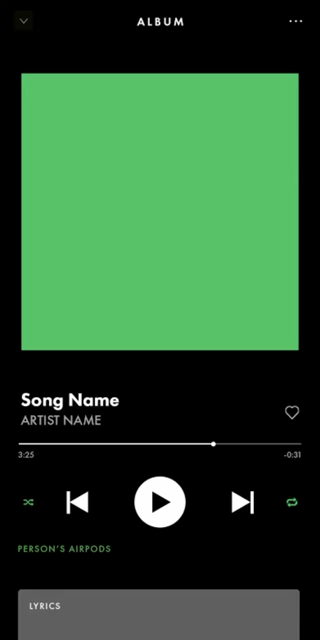 ALBUM
Song Name
ARTIST NAME
3:25
-0:31
PERSON'S AIRPODS
LYRICS